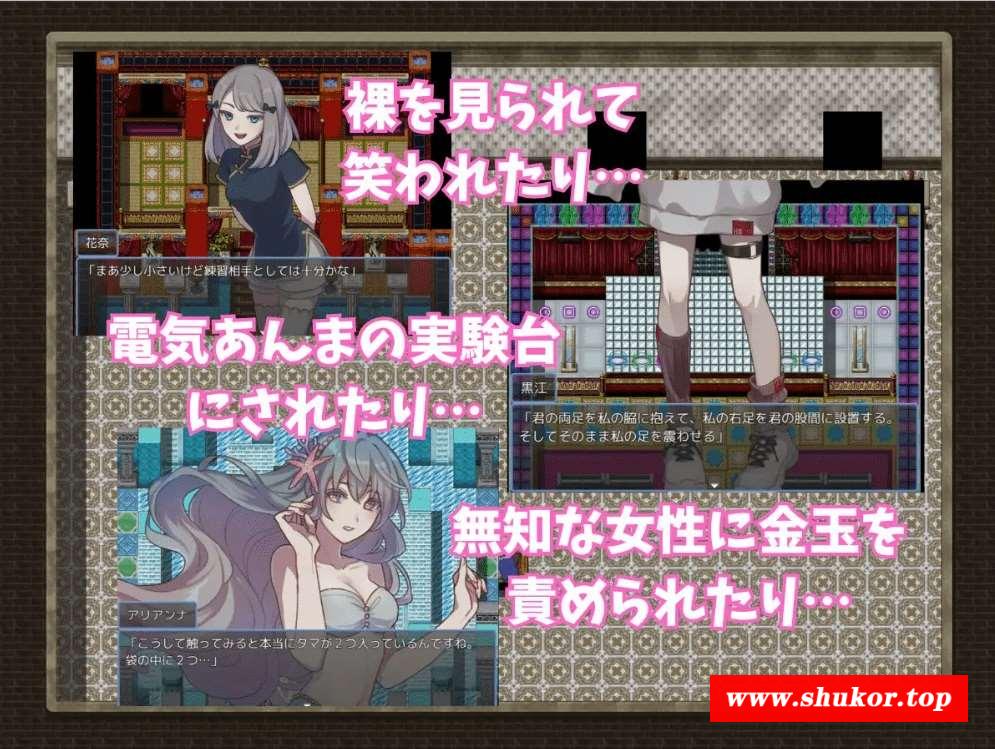 裸を見られて
笑われたり…
花奈
「まあ少し小さいけど練習相手としては十分かな」
電気あんまの実験台
にされたり…
黒江
「君の両足を私の脇に抱えて、私の右足を君の股間に設置する。
そしてそのまま私の足を震わせる」
無知な女性に金玉を
責められたり…
アリアンナ
「こうして触ってみると本当にタマが２つ入っているんですね。
袋の中に２つ…」
www.shukor.top